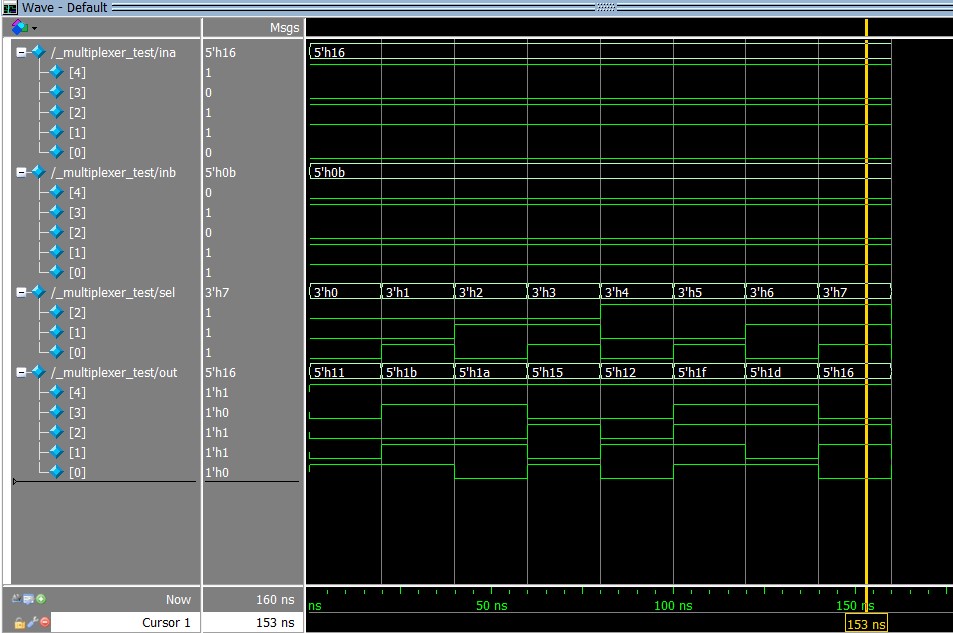 Wave - Default
Msgs
/_multiplexer_test/ina 5'h16 5'h16
[4] 1
[3] 0
[2] 1
[1] 1
[0] 0
/_multiplexer_test/inb 5'h0b 5'h0b
[4] 0
[3] 1
[2] 0
[1] 1
[0] 1
/_multiplexer_test/sel 3'h7 3'h0 3'h1 3'h2 3'h3 3'h4 3'h5 3'h6 3'h7
[2] 1
[1] 1
[0] 1
/_multiplexer_test/out 5'h16 5'h11 5'h1b 5'h1a 5'h15 5'h12 5'h1f 5'h1d 5'h16
[4] 1'h1
[3] 1'h0
[2] 1'h1
[1] 1'h1
[0] 1'h0
Now 160 ns ns 50 ns 100 ns 150 ns
Cursor 1 153 ns 153 ns